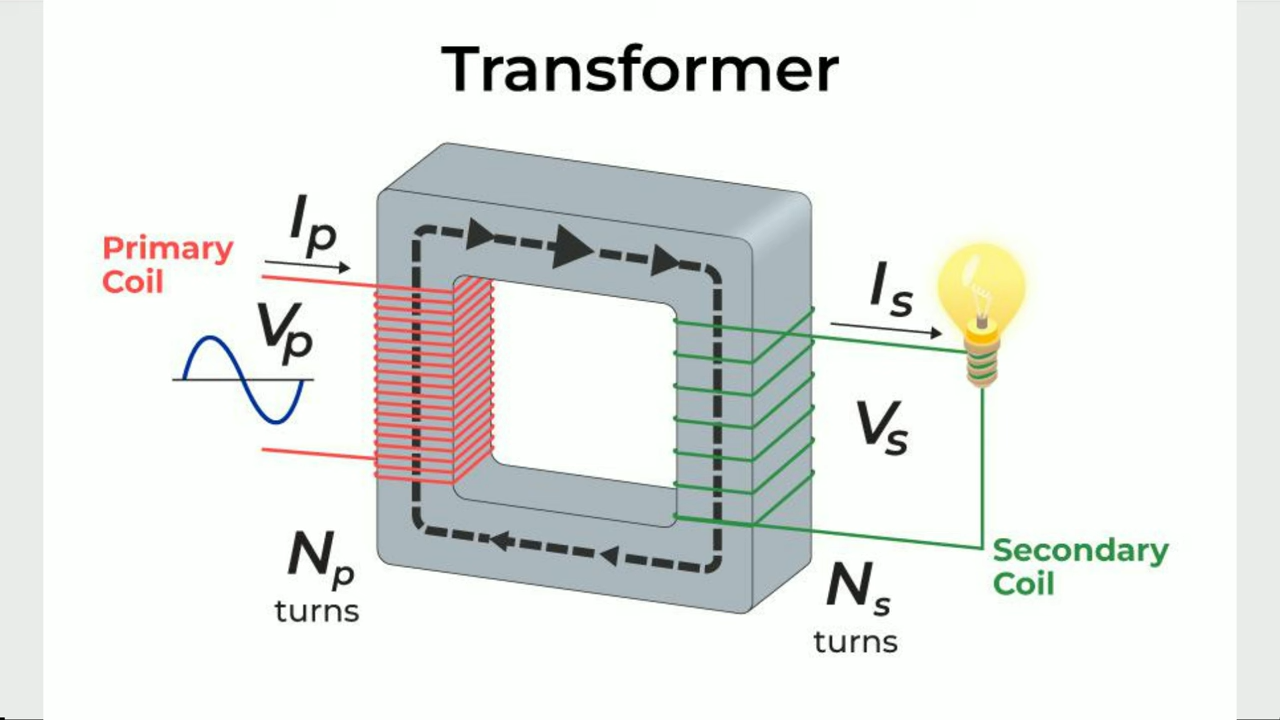 Transformer
Ip
Primary
Coil
Vp
Is
Vs
Np
turns
Secondary
Coil
Ns
turns